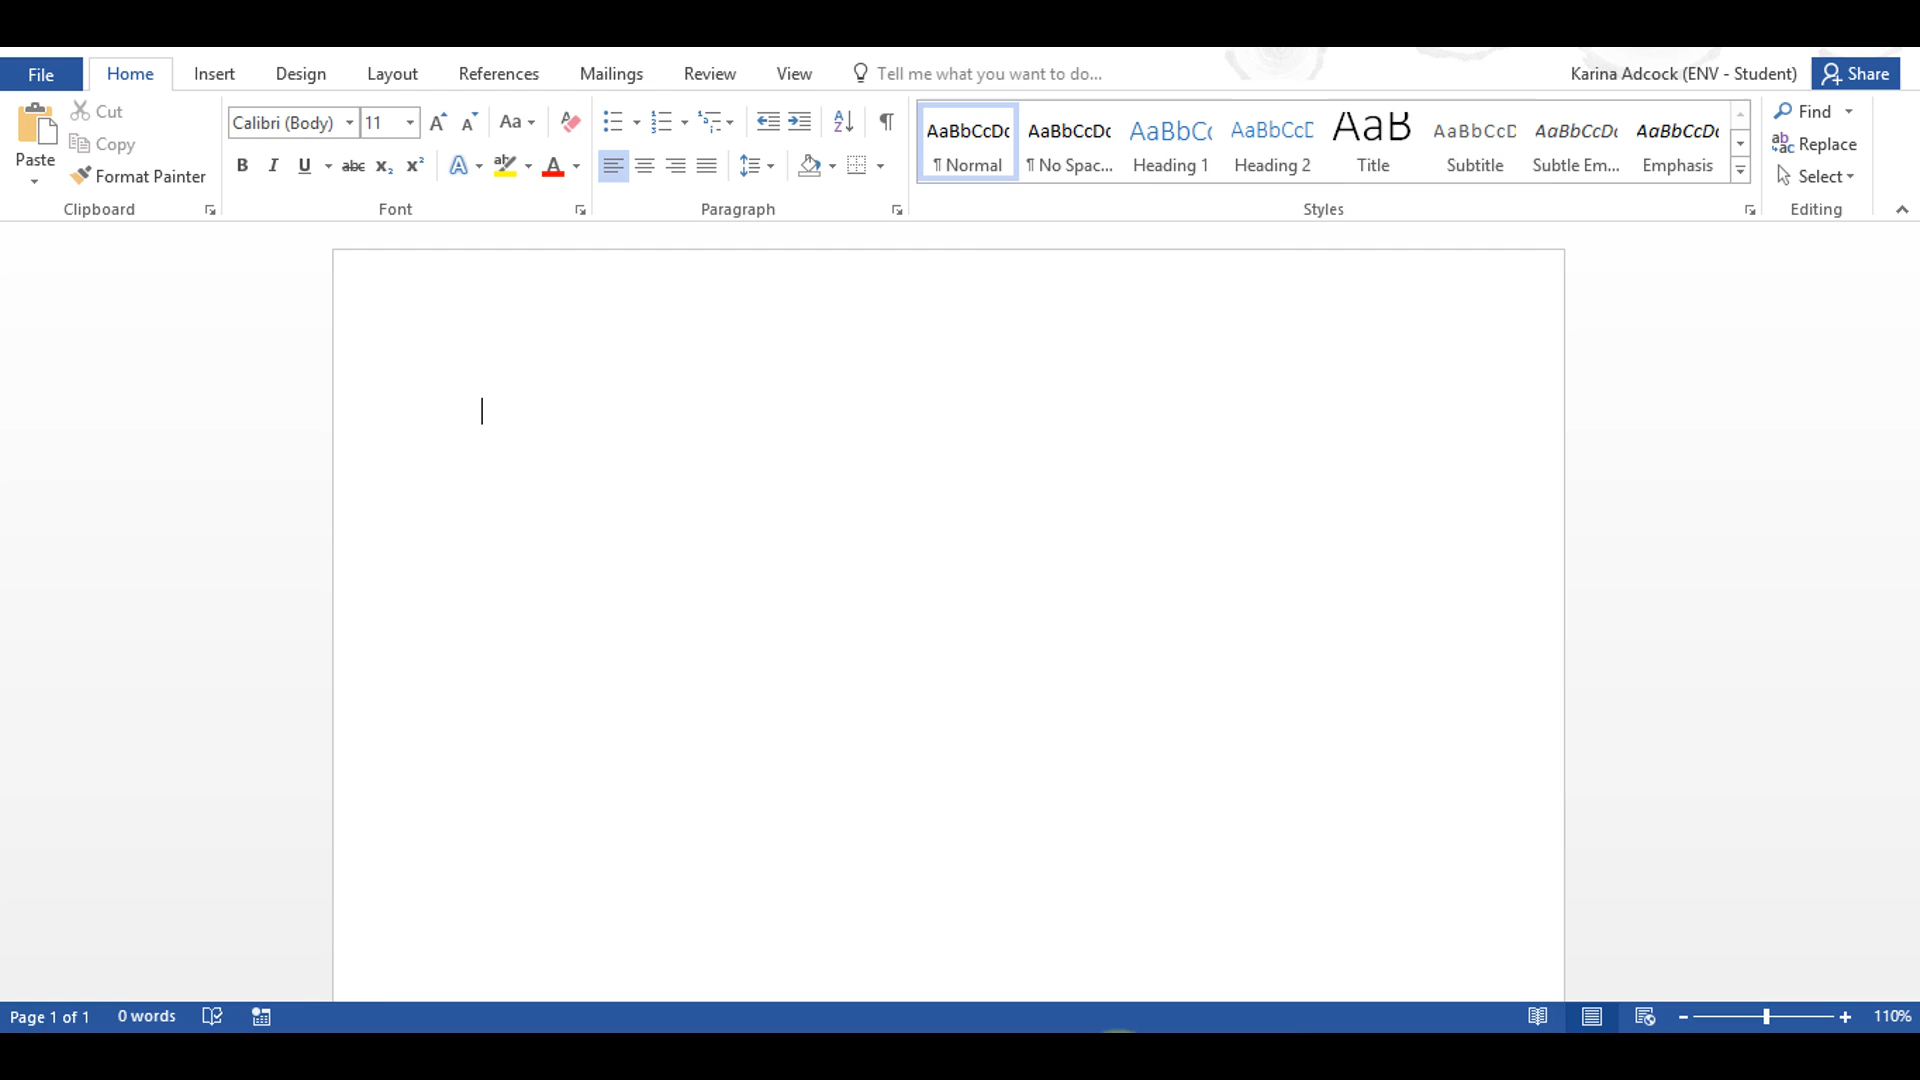 File Home Insert Design Layout References Mailings Review View Tell me what you want to do... Karina Adcock (ENV - Student) Share
Paste
Cut
Copy
Format Painter
Clipboard
Calibri (Body) 11 Aa
B I U abc x₂ x² A A
Font
Paragraph
AaBbCcDc AaBbCcDc AaBbCc AaBbCcD AaB AaBbCcD AaBbCcDc AaBbCcDc
¶ Normal ¶ No Spac... Heading 1 Heading 2 Title Subtitle Subtle Em... Emphasis
Styles
Find
Replace
Select
Editing
Page 1 of 1 0 words 110%